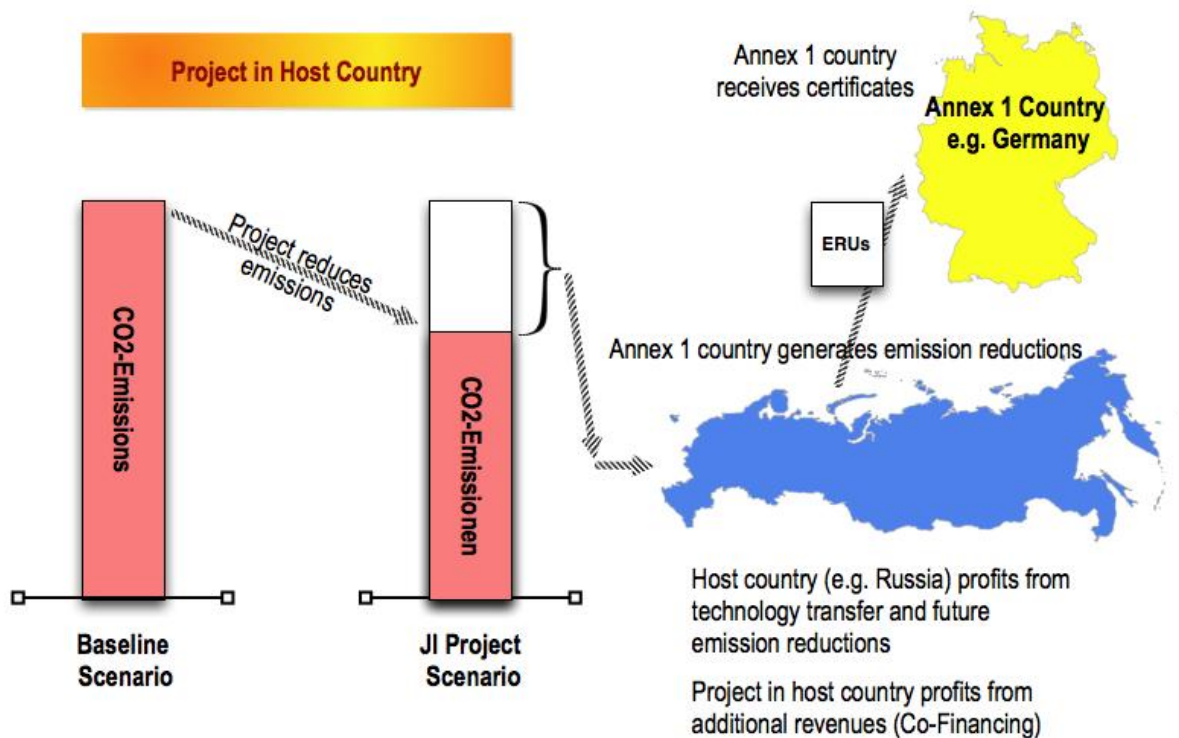 Project in Host Country
Annex 1 country
receives certificates
Annex 1 Country
e.g. Germany
Project reduces
emissions
ERUs
CO2-Emissions
CO2-Emissionen
Annex 1 country generates emission reductions
Baseline
Scenario
JI Project
Scenario
Host country (e.g. Russia) profits from
technology transfer and future
emission reductions
Project in host country profits from
additional revenues (Co-Financing)